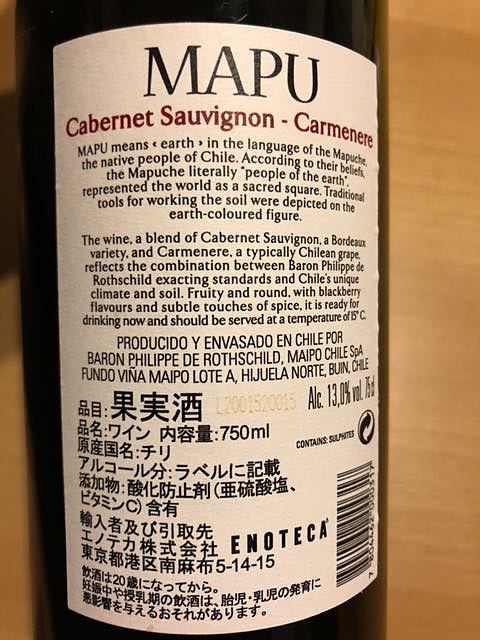 MAPU
Cabernet Sauvignon - Carmenere
MAPU means « earth » in the language of the Mapuche,
the native people of Chile. According to their beliefs,
the Mapuche literally "people of the earth",
represented the world as a sacred square. Traditional
tools for working the soil were depicted on the
earth-coloured figure.
The wine, a blend of Cabernet Sauvignon, a Bordeaux
variety, and Carmenere, a typically Chilean grape,
reflects the combination between Baron Philippe de
Rothschild exacting standards and Chile's unique
climate and soil. Fruity and round, with blackberry
flavours and subtle touches of spice, it is ready for
drinking now and should be served at a temperature of 15° C.
PRODUCIDO Y ENVASADO EN CHILE POR
BARON PHILIPPE DE ROTHSCHILD, MAIPO CHILE SpA
FUNDO VIÑA MAIPO LOTE A, HIJUELA NORTE, BUIN, CHILE
品目:果実酒 L2001520015 Alc. 13,0% vol. 75 cl
品名:ワイン 内容量:750ml
CONTAINS: SULPHITES
原産国名:チリ
アルコール分:ラベルに記載
添加物:酸化防止剤(亜硫酸塩、
ビタミンC)含有
輸入者及び引取先
エノテカ株式会社 ENOTECA
東京都港区南麻布5-14-15
飲酒は20歳になってから。
妊娠中や授乳期の飲酒は、胎児・乳児の発育に
悪影響を与えるおそれがあります。